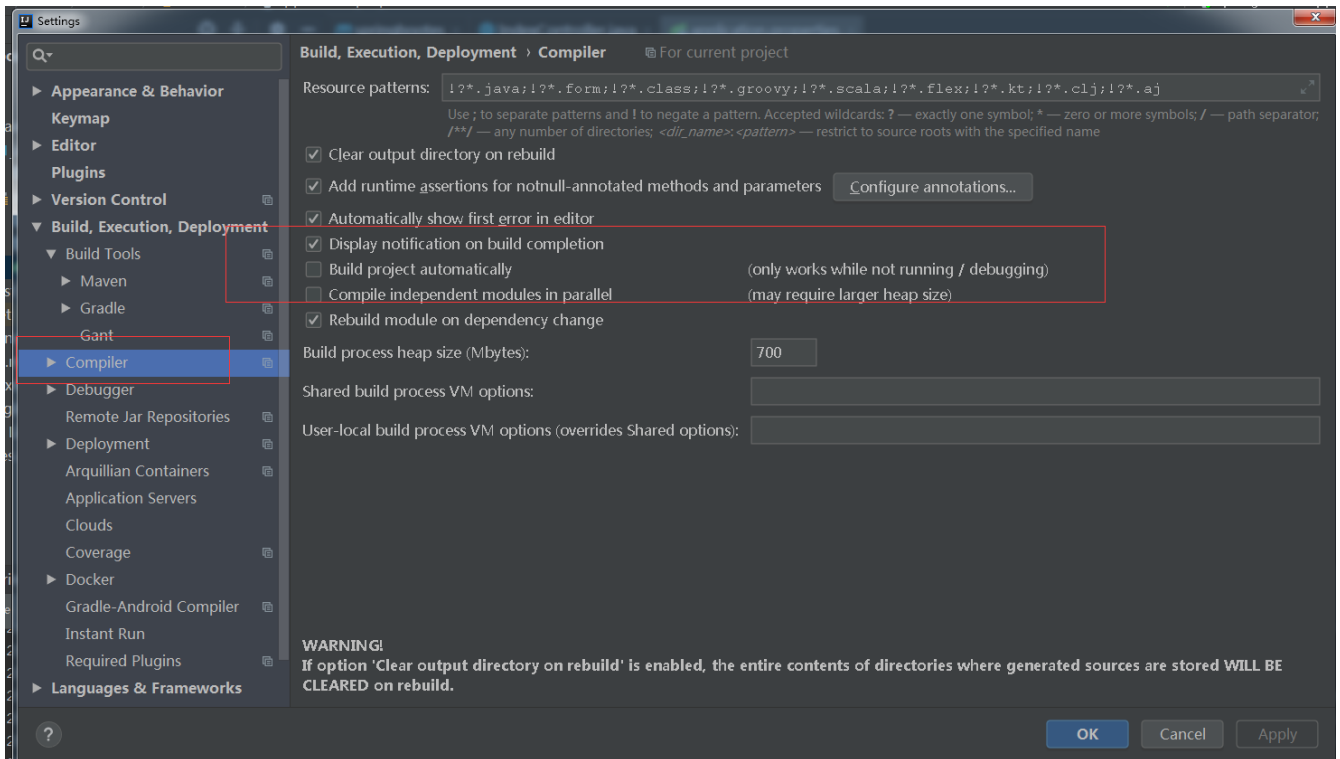 Settings
Build, Execution, Deployment › Compiler For current project
Appearance & Behavior
Keymap
Editor
Plugins
Version Control
Build, Execution, Deployment
Build Tools
Maven
Gradle
Gant
Compiler
Debugger
Remote Jar Repositories
Deployment
Arquillian Containers
Application Servers
Clouds
Coverage
Docker
Gradle-Android Compiler
Instant Run
Required Plugins
Languages & Frameworks
Resource patterns: !?*.java;!?*.form;!?*.class;!?*.groovy;!?*.scala;!?*.flex;!?*.kt;!?*.clj;!?*.aj
Use ; to separate patterns and ! to negate a pattern. Accepted wildcards: ? — exactly one symbol; * — zero or more symbols; / — path separator;
/**/ — any number of directories; <dir_name>:<pattern> — restrict to source roots with the specified name
Clear output directory on rebuild
Add runtime assertions for notnull-annotated methods and parameters Configure annotations...
Automatically show first error in editor
Display notification on build completion
Build project automatically (only works while not running / debugging)
Compile independent modules in parallel (may require larger heap size)
Rebuild module on dependency change
Build process heap size (Mbytes): 700
Shared build process VM options:
User-local build process VM options (overrides Shared options):
WARNING!
If option 'Clear output directory on rebuild' is enabled, the entire contents of directories where generated sources are stored WILL BE
CLEARED on rebuild.
? OK Cancel Apply